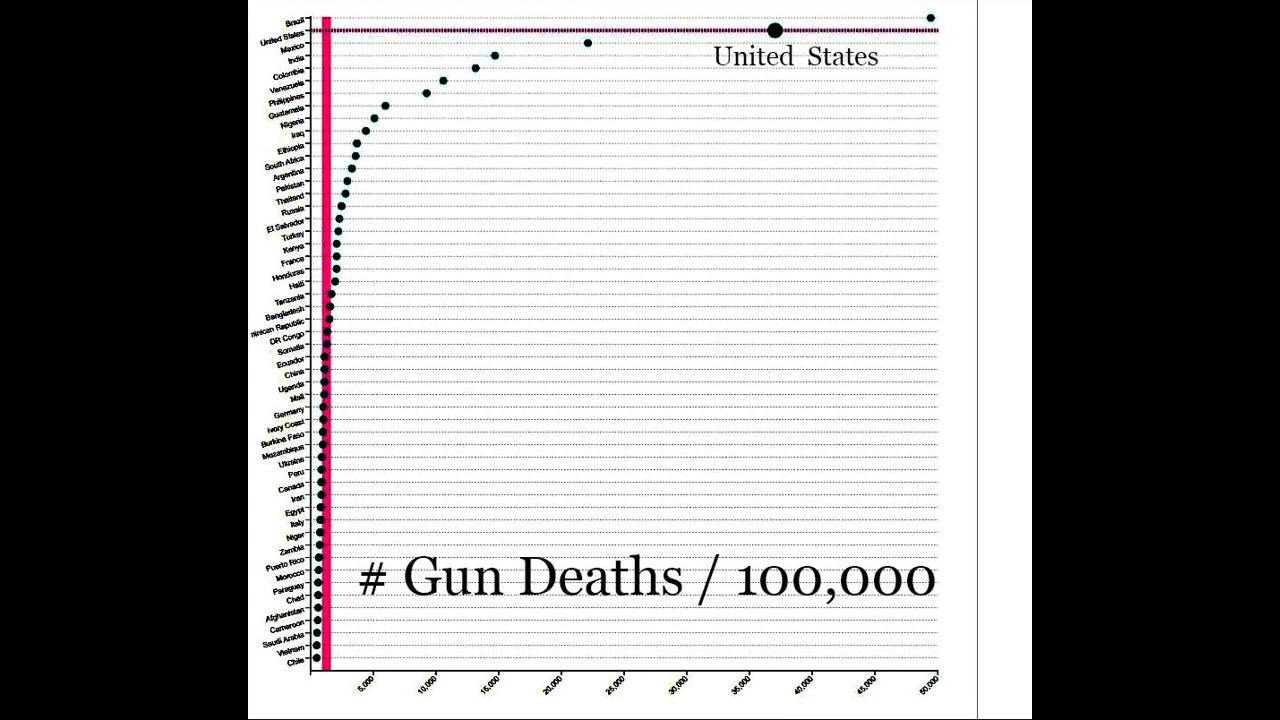 Brazil
United States
Mexico
United States
India
Colombia
Venezuela
Philippines
Guatemala
Nigeria
Iraq
Ethiopia
South Africa
Argentina
Pakistan
Thailand
Russia
El Salvador
Turkey
Kenya
France
Honduras
Haiti
Tanzania
Bangladesh
minican Republic
DR Congo
Somalia
Ecuador
China
Uganda
Mali
Germany
Ivory Coast
Burkina Faso
Mozambique
Ukraine
Peru
Canada
Iran
Egypt
Italy
Niger
Zambia
Puerto Rico
# Gun Deaths / 100,000
Morocco
Paraguay
Chad
Afghanistan
Cameroon
Saudi Arabia
Vietnam
Chile
5,000 10,000 15,000 20,000 25,000 30,000 35,000 40,000 45,000 50,000